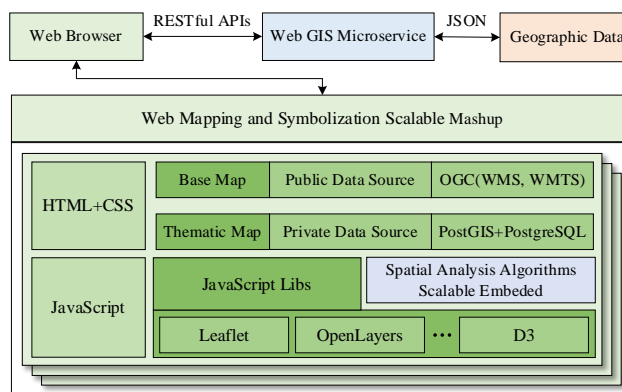 RESTful APIs
JSON
Web Browser
Web GIS Microservice
Geographic Data
Web Mapping and Symbolization Scalable Mashup
HTML+CSS
Base Map
Public Data Source
OGC(WMS, WMTS)
Thematic Map
Private Data Source
PostGIS+PostgreSQL
JavaScript
JavaScript Libs
Spatial Analysis Algorithms
Scalable Embeded
Leaflet
OpenLayers
...
D3